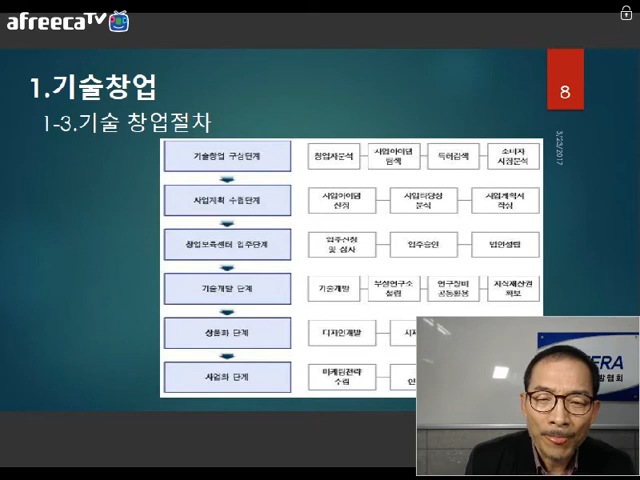 afreecaTV
1.기술창업
8
1-3.기술 창업절차
3/23/2017
기술창업 구상단계
창업자분석
사업아이템
탐색
특허검색
소비자
시장분석
사업계획 수립단계
사업아이템
선정
사업타당성
분석
사업계획서
작성
창업보육센터 입주단계
입주신청
및 심사
입주승인
법인설립
기술개발 단계
기술개발
부설연구소
설립
연구장비
공동활용
지식재산권
확보
상품화 단계
디자인개발
사업화 단계
마케팅전략
수립
ERA
협회